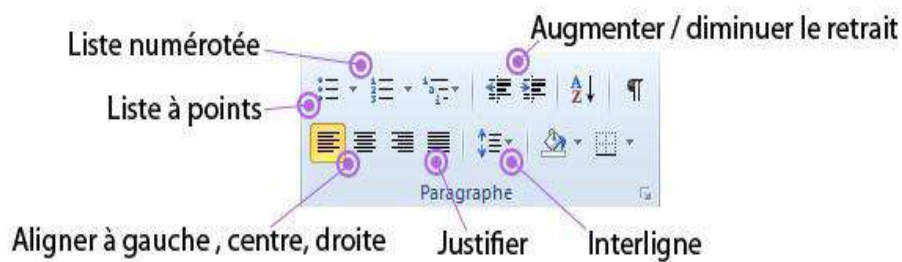 Augmenter / diminuer le retrait
Liste numérotée
Liste à points
Paragraphe
Aligner à gauche , centre, droite
Justifier
Interligne